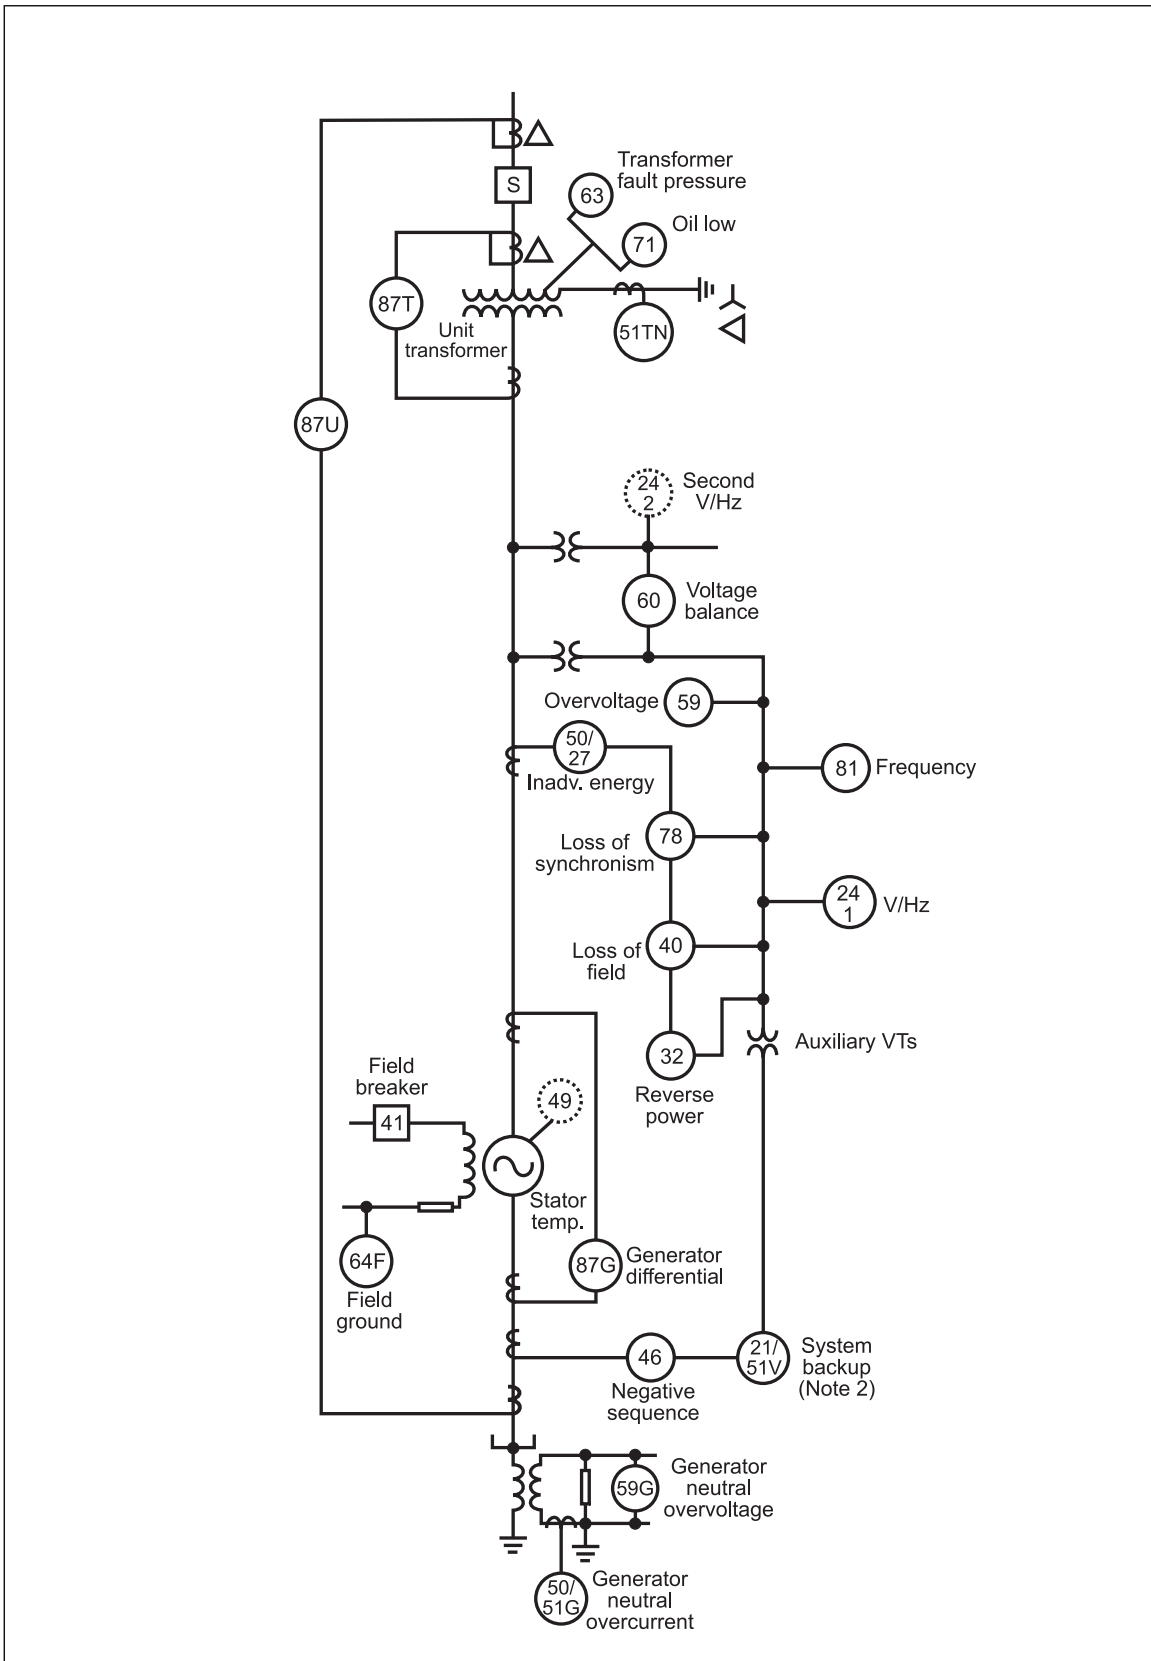 S
Transformer
fault pressure
63
Oil low
71
87T
Unit
transformer
51TN
87U
24
2
Second
V/Hz
60
Voltage
balance
Overvoltage
59
50/
27
Inadv. energy
81
Frequency
Loss of
synchronism
78
24
1
V/Hz
Loss of
field
40
Auxiliary VTs
32
Reverse
power
Field
breaker
41
49
Stator
temp.
64F
Field
ground
87G
Generator
differential
46
Negative
sequence
21/
51V
System
backup
(Note 2)
59G
Generator
neutral
overvoltage
50/
51G
Generator
neutral
overcurrent